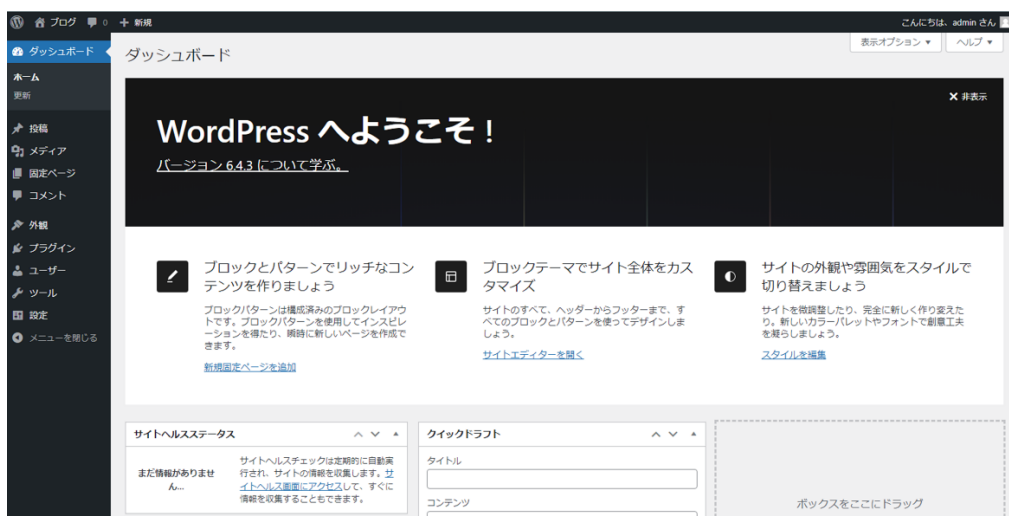 ブログ 0 + 新規
こんにちは、admin さん
ダッシュボード
ホーム
更新
投稿
メディア
固定ページ
コメント
外観
プラグイン
ユーザー
ツール
設定
メニューを閉じる
ダッシュボード
表示オプション ▼
ヘルプ ▼
✕ 非表示
WordPress へようこそ !
バージョン 6.4.3 について学ぶ。
ブロックとパターンでリッチなコン
テンツを作りましょう
ブロックパターンは構成済みのブロックレイアウ
トです。ブロックパターンを使用してインスピレ
ーションを得たり、瞬時に新しいページを作成で
きます。
新規固定ページを追加
ブロックテーマでサイト全体をカス
タマイズ
サイトのすべて、ヘッダーからフッターまで、す
べてのブロックとパターンを使ってデザインしま
しょう。
サイトエディターを開く
サイトの外観や雰囲気をスタイルで
切り替えましょう
サイトを微調整したり、完全に新しく作り変えた
り。新しいカラーパレットやフォントで創意工夫
を凝らしましょう。
スタイルを編集
サイトヘルスステータス
まだ情報がありませ
ん...
サイトヘルスチェックは定期的に自動実
行され、サイトの情報を収集します。サ
イトヘルス画面にアクセスして、すぐに
情報を収集することもできます。
クイックドラフト
タイトル
コンテンツ
ボックスをここにドラッグ